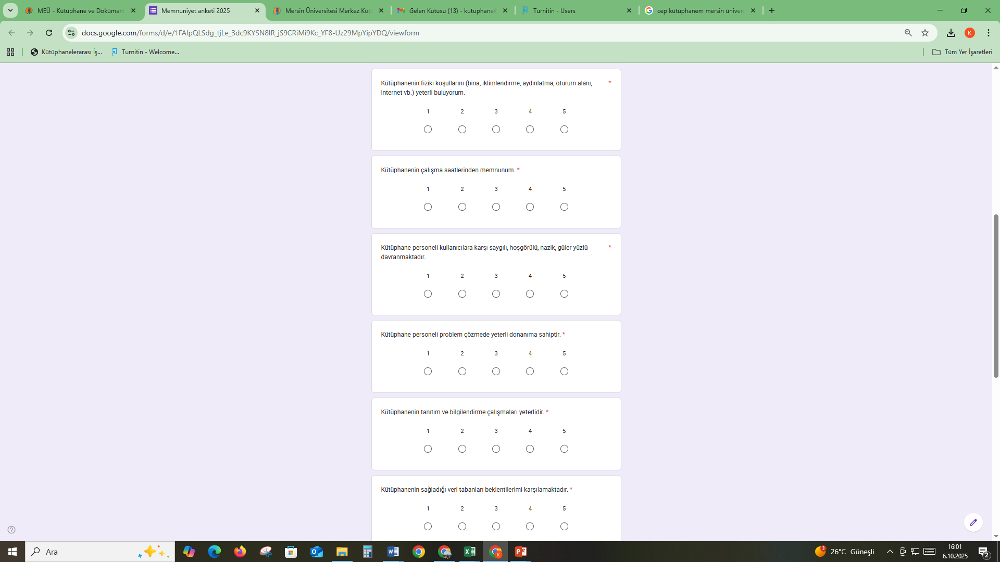 MEÜ - Kütüphane ve Doküman
Memnuniyet anketi 2025
Mersin Üniversitesi Merkez Küt
Gelen Kutusu (13) - kutuphane
Turnitin - Users
cep kütüphanem mersin üniver
docs.google.com/forms/d/e/1FAIpQLSdg_tjLe_3dc9KYSN8IR_jS9CRiMi9Kc_YF8-Uz29MpYipYDQ/viewform
K
Kütüphanelerarası İş...
Turnitin - Welcome...
Tüm Yer İşaretleri
Kütüphanenin fiziki koşullarını (bina, iklimlendirme, aydınlatma, oturum alanı, *
internet vb.) yeterli buluyorum.
1 2 3 4 5
Kütüphanenin çalışma saatlerinden memnunum. *
1 2 3 4 5
Kütüphane personeli kullanıcılara karşı saygılı, hoşgörülü, nazik, güler yüzlü *
davranmaktadır.
1 2 3 4 5
Kütüphane personeli problem çözmede yeterli donanıma sahiptir. *
1 2 3 4 5
Kütüphanenin tanıtım ve bilgilendirme çalışmaları yeterlidir. *
1 2 3 4 5
Kütüphanenin sağladığı veri tabanları beklentilerimi karşılamaktadır. *
1 2 3 4 5
Ara
3
26°C Güneşli
16:01
6.10.2025
2